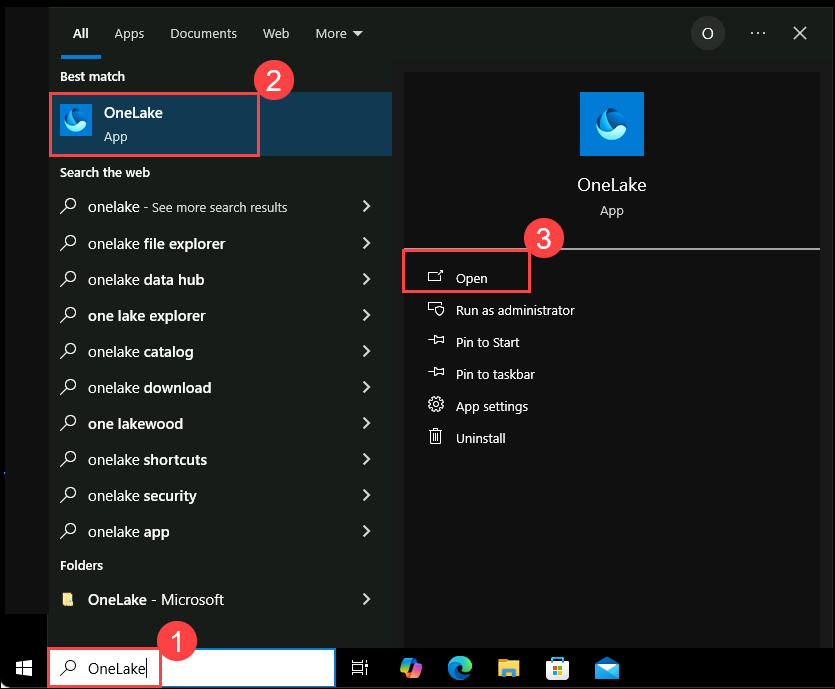 All Apps Documents Web More O ...
Best match
2
OneLake
App
Search the web
onelake - See more search results
onelake file explorer
onelake data hub
one lake explorer
onelake catalog
onelake download
one lakewood
onelake shortcuts
onelake security
onelake app
Folders
OneLake - Microsoft
1
OneLake
OneLake
App
3
Open
Run as administrator
Pin to Start
Pin to taskbar
App settings
Uninstall